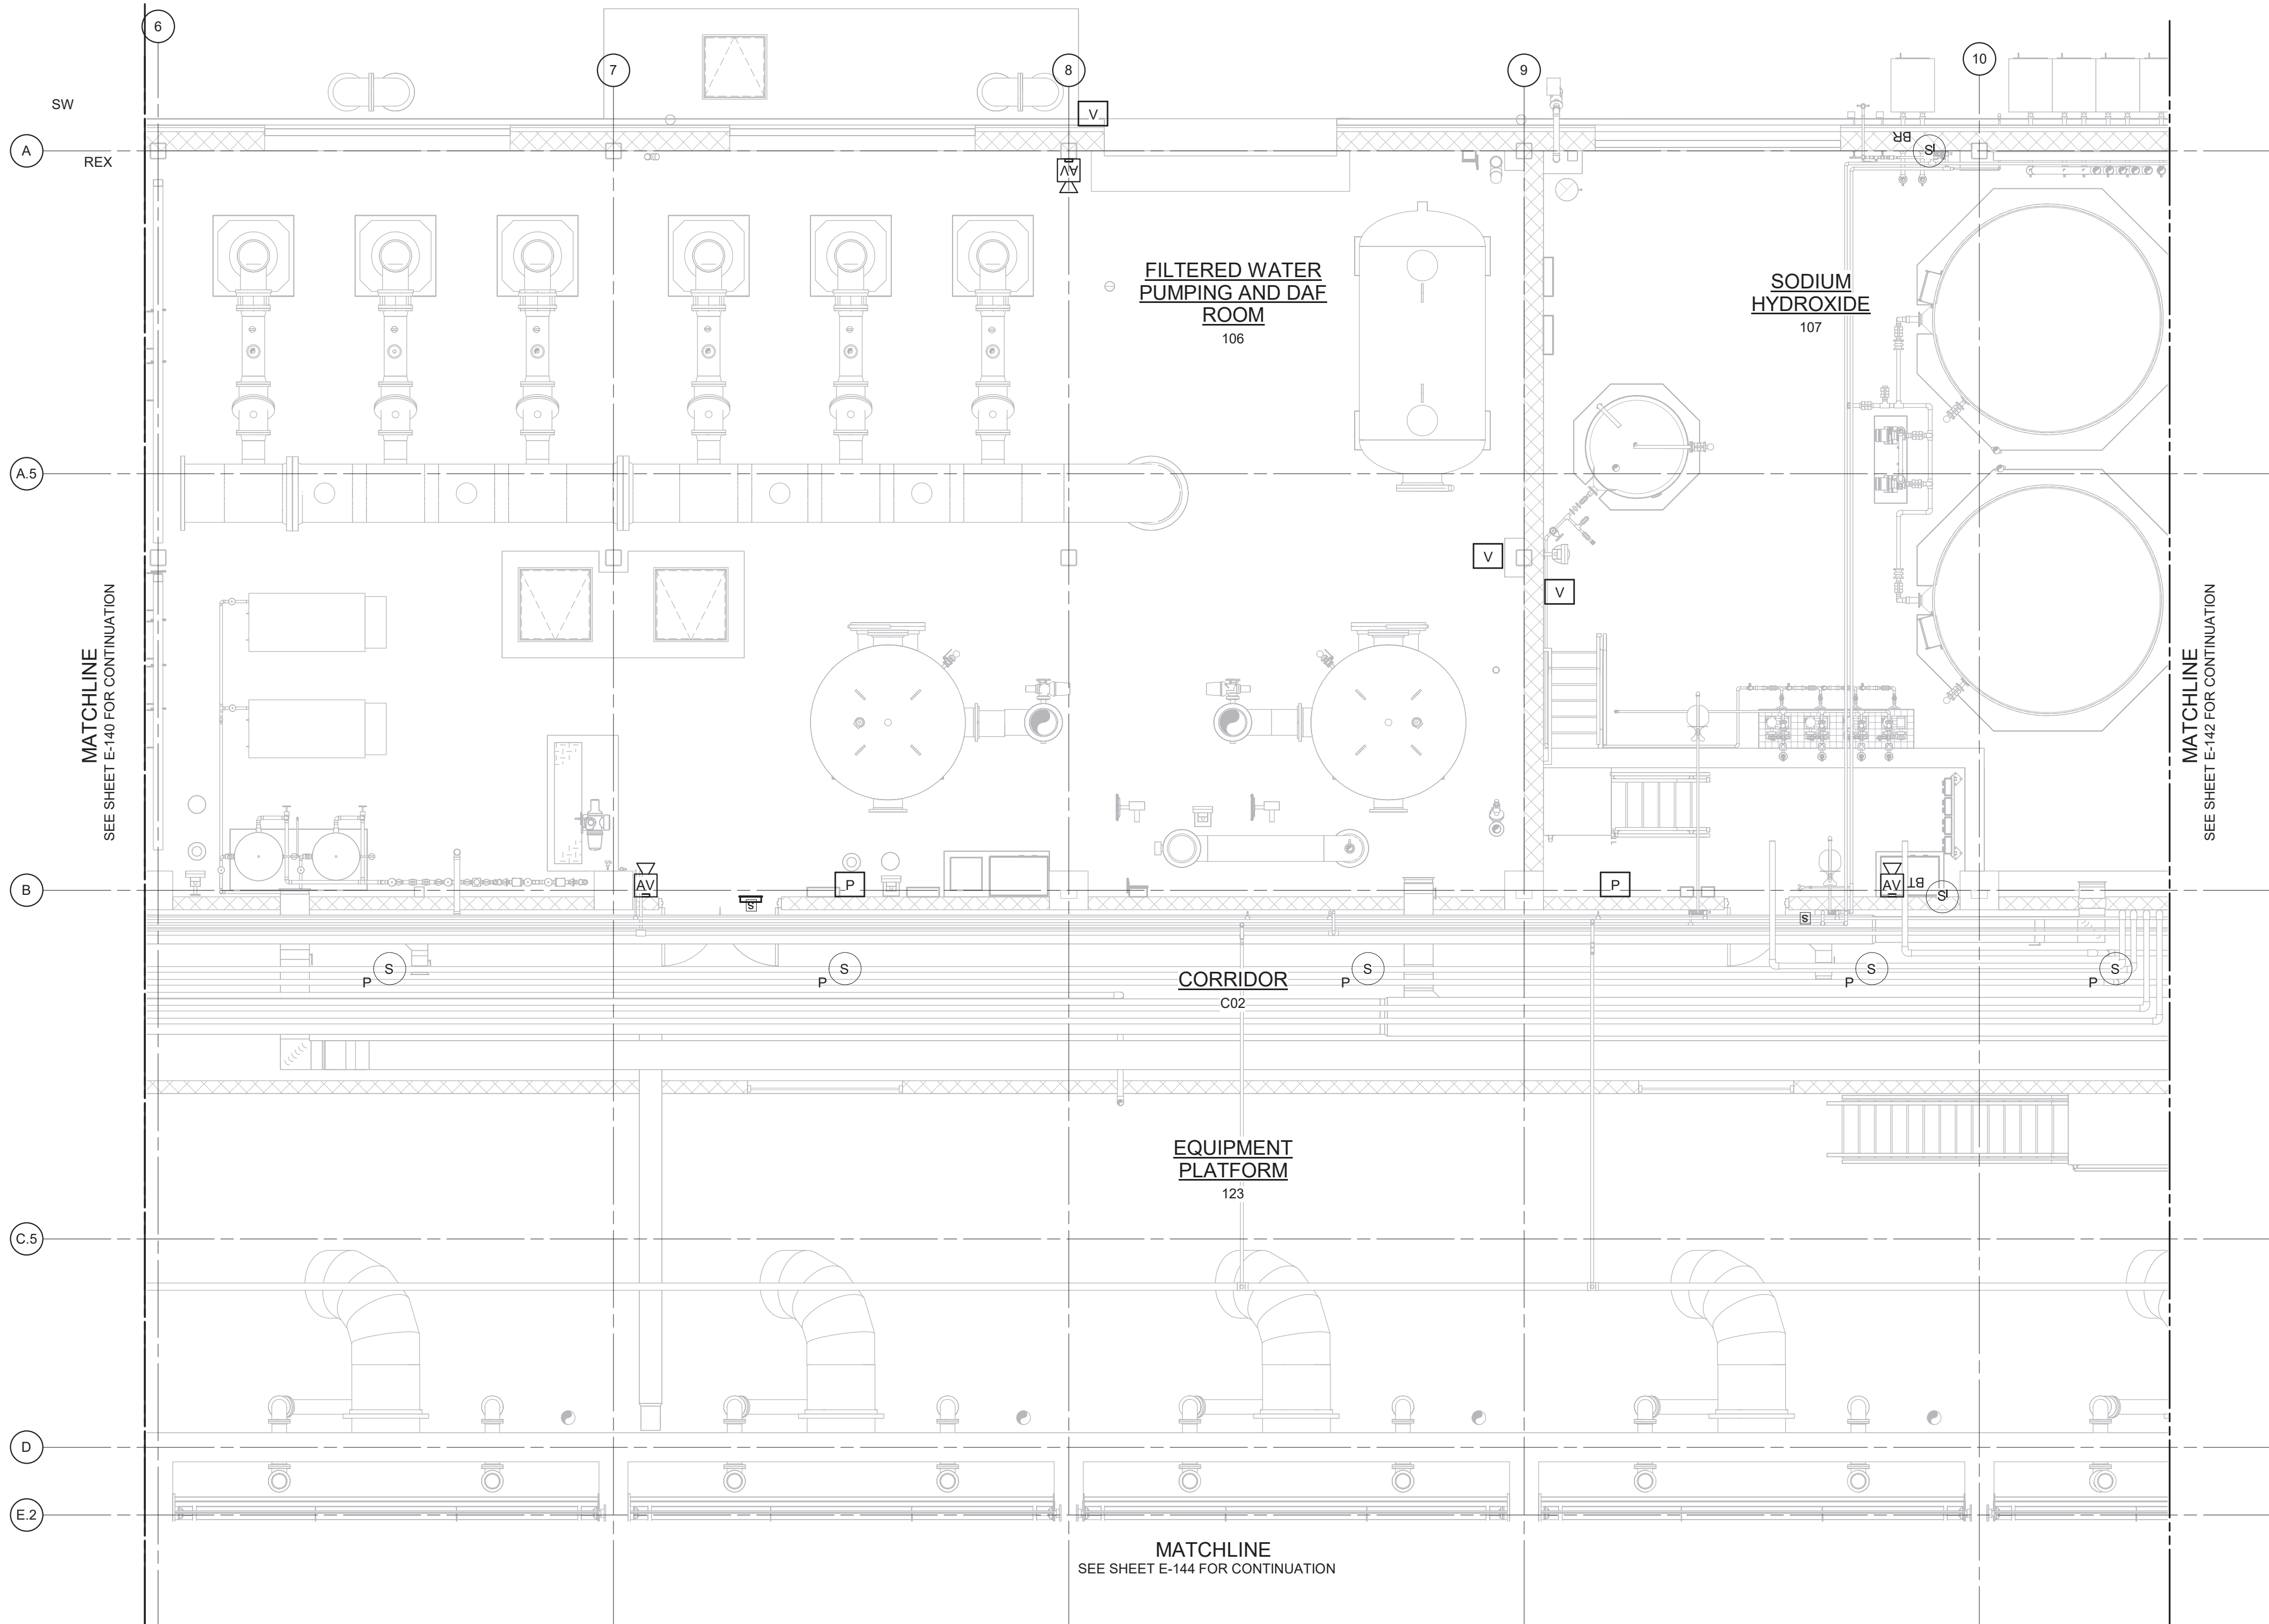 6
7
8
9
10
SW
V
A
REX
BR
S
AV
FILTERED WATER
PUMPING AND DAF
ROOM
106
SODIUM
HYDROXIDE
107
A.5
V
V
MATCHLINE
SEE SHEET E-140 FOR CONTINUATION
MATCHLINE
SEE SHEET E-142 FOR CONTINUATION
B
AV
S
P
P
AV
BT
S
S
S
P
S
P
CORRIDOR
C02
S
P
S
P
S
P
EQUIPMENT
PLATFORM
123
C.5
D
E.2
MATCHLINE
SEE SHEET E-144 FOR CONTINUATION